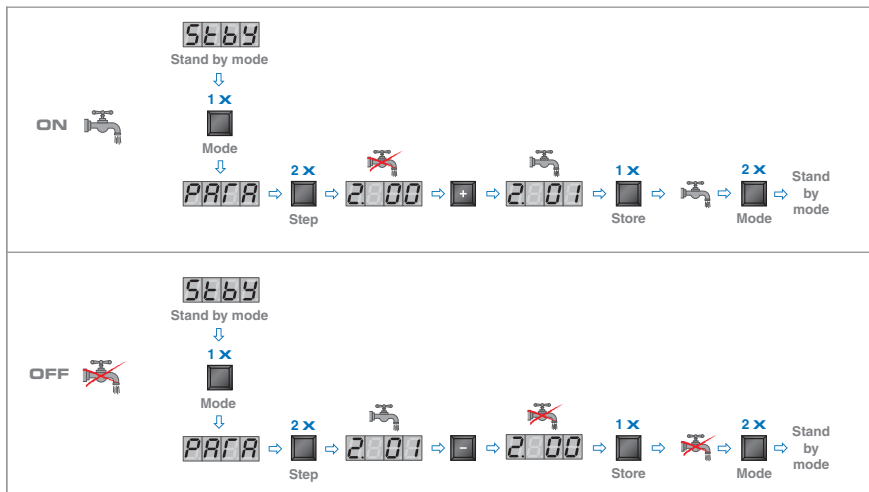 Stby
Stand by mode
1 x
ON
Mode
2 x
1 x
2 x
PARA
2. 00
+
2. 01
Stand
by
mode
Step
Store
Mode
Stby
Stand by mode
1 x
OFF
Mode
2 x
1 x
2 x
PARA
2. 01
-
2. 00
Stand
by
mode
Step
Store
Mode